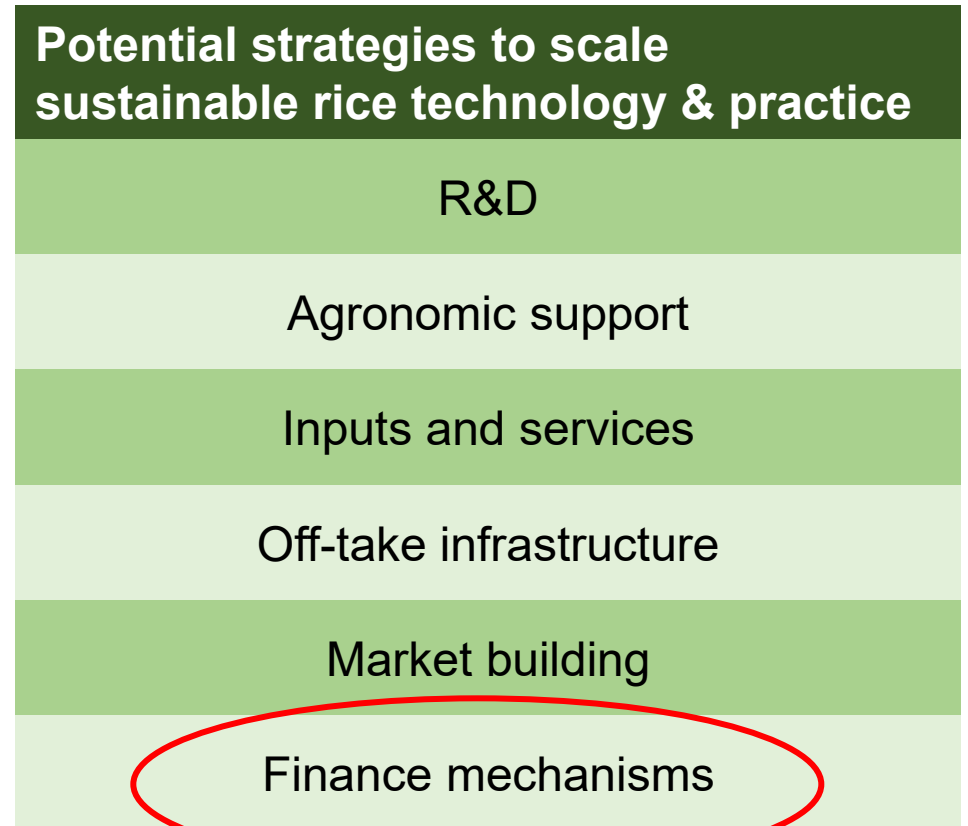 Potential strategies to scale
sustainable rice technology & practice
R&D
Agronomic support
Inputs and services
Off-take infrastructure
Market building
Finance mechanisms